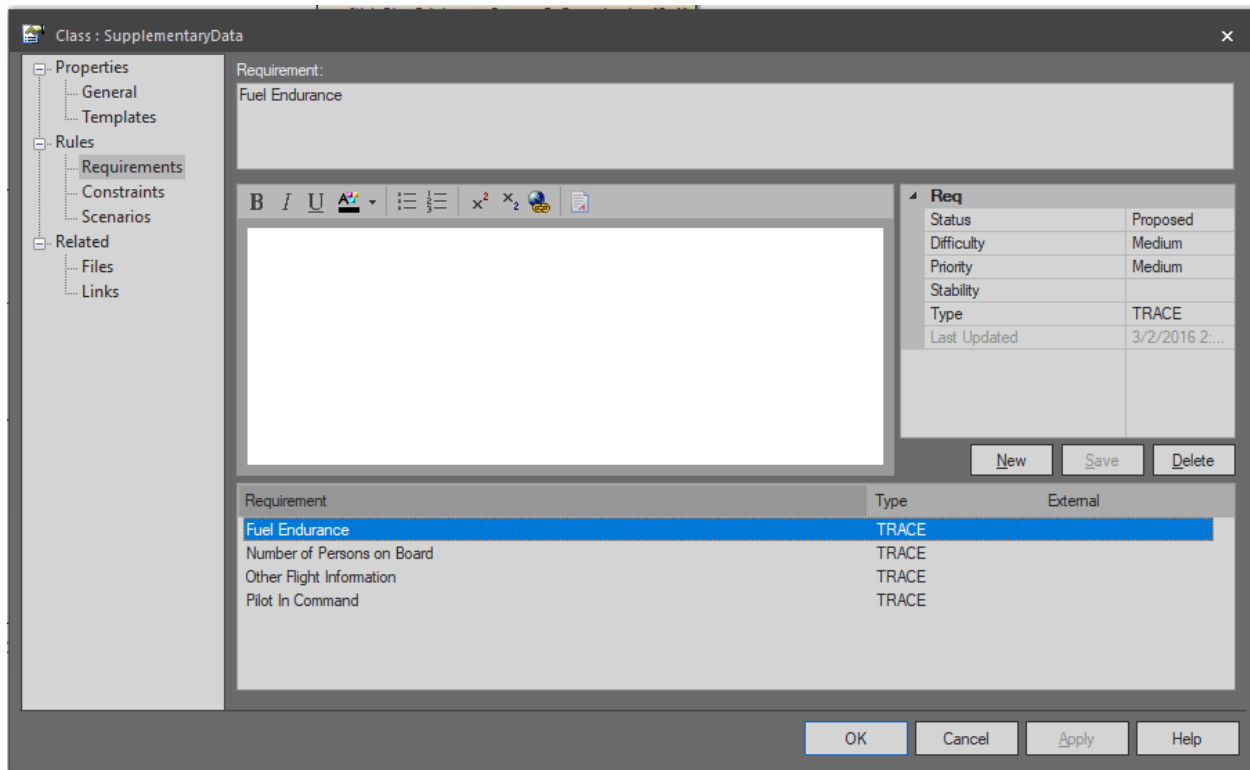 Class : SupplementaryData
Properties
General
Templates
Rules
Requirements
Constraints
Scenarios
Related
Files
Links
Requirement:
Fuel Endurance
B I U x² x₂
Req
Status Proposed
Difficulty Medium
Priority Medium
Stability
Type TRACE
Last Updated 3/2/2016 2:...
New Save Delete
Requirement Type External
Fuel Endurance TRACE
Number of Persons on Board TRACE
Other Flight Information TRACE
Pilot In Command TRACE
OK Cancel Apply Help